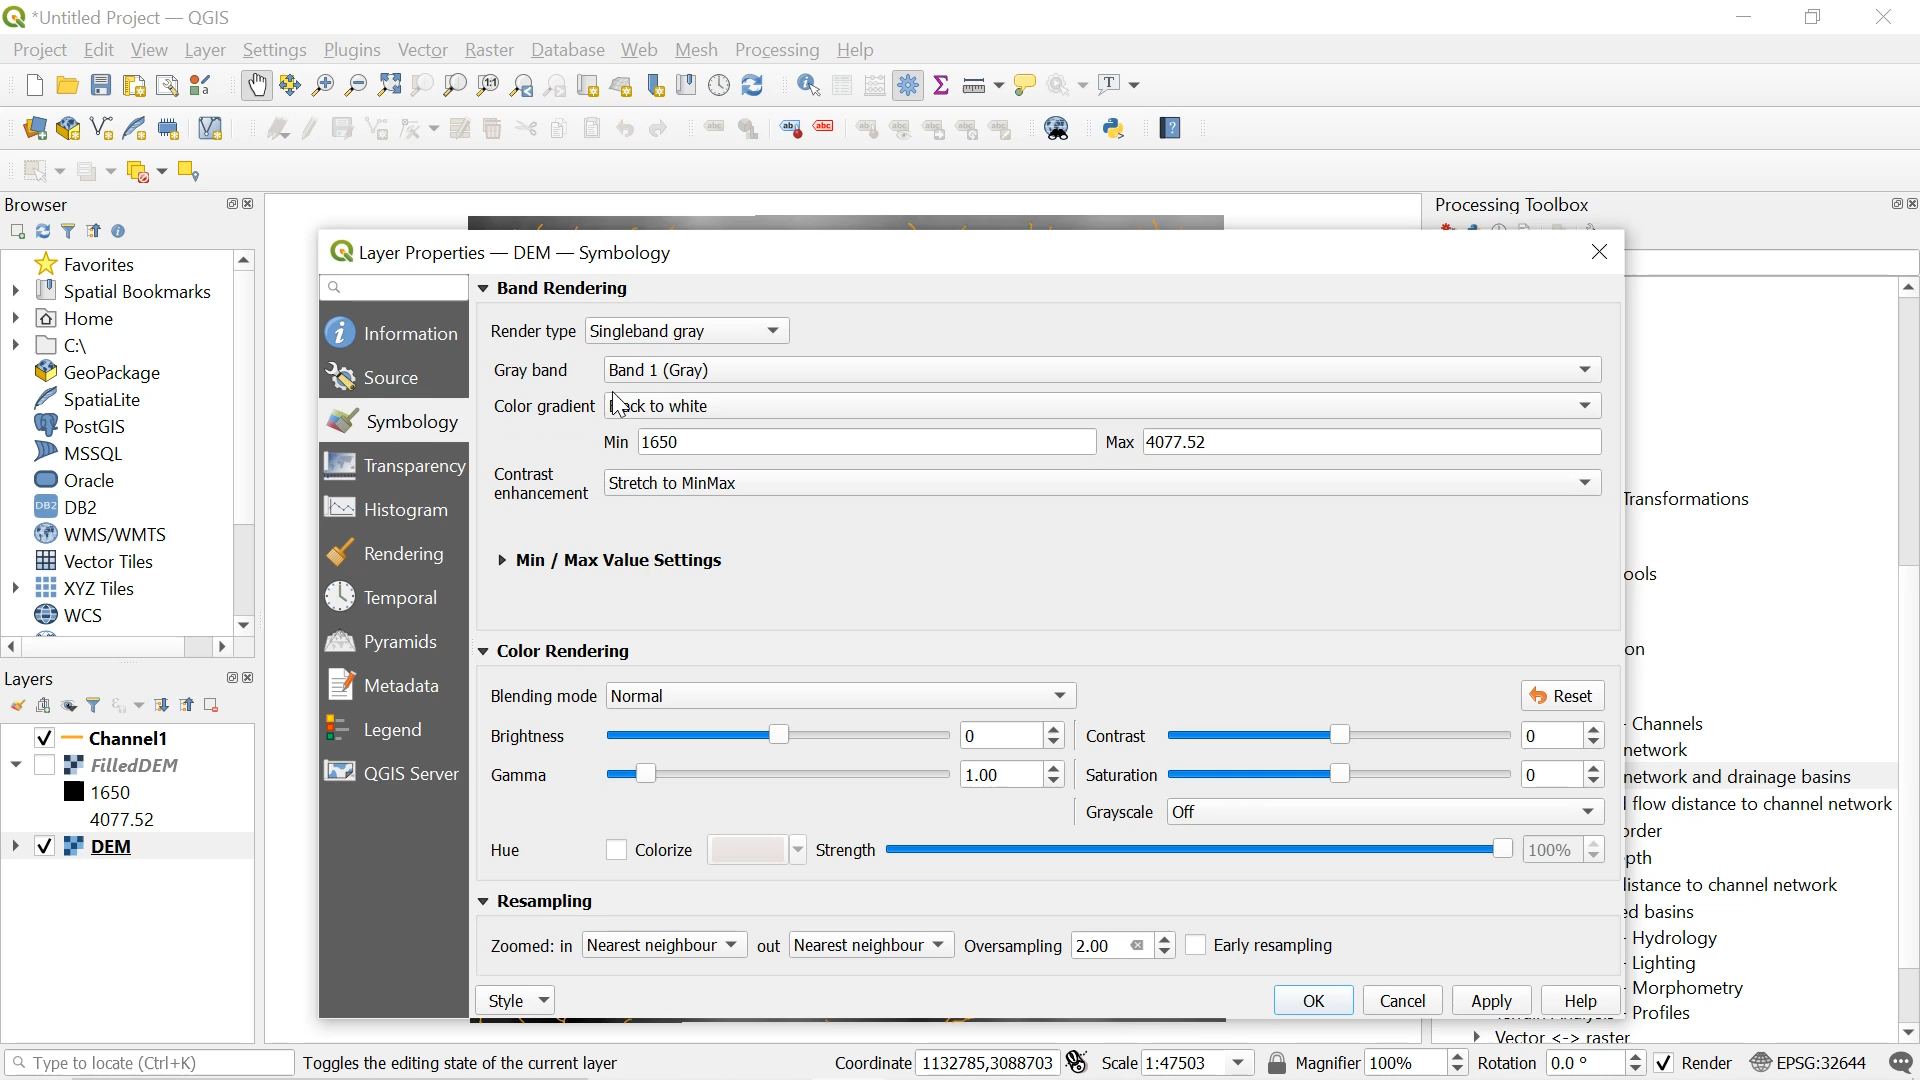 *Untitled Project — QGIS
Project Edit View Layer Settings Plugins Vector Raster Database Web Mesh Processing Help
Browser
Favorites
Spatial Bookmarks
Home
C:\
GeoPackage
SpatiaLite
PostGIS
MSSQL
Oracle
DB2
WMS/WMTS
Vector Tiles
XYZ Tiles
WCS
Layers
Channel1
FilledDEM
1650
4077.52
DEM
Layer Properties — DEM — Symbology
Information
Source
Symbology
Transparency
Histogram
Rendering
Temporal
Pyramids
Metadata
Legend
QGIS Server
Band Rendering
Render type Singleband gray
Gray band Band 1 (Gray)
Color gradient ack to white
Min 1650 Max 4077.52
Contrast enhancement Stretch to MinMax
Min / Max Value Settings
Color Rendering
Blending mode Normal Reset
Brightness 0 Contrast 0
Gamma 1.00 Saturation 0
Grayscale Off
Hue Colorize Strength 100%
Resampling
Zoomed: in Nearest neighbour out Nearest neighbour Oversampling 2.00 Early resampling
Style OK Cancel Apply Help
Processing Toolbox
Transformations
ools
on
Channels
network
network and drainage basins
flow distance to channel network
order
pth
distance to channel network
ed basins
Hydrology
Lighting
Morphometry
Profiles
Vector <-> raster
Type to locate (Ctrl+K) Toggles the editing state of the current layer Coordinate 1132785,3088703 Scale 1:47503 Magnifier 100% Rotation 0.0 ° Render EPSG:32644